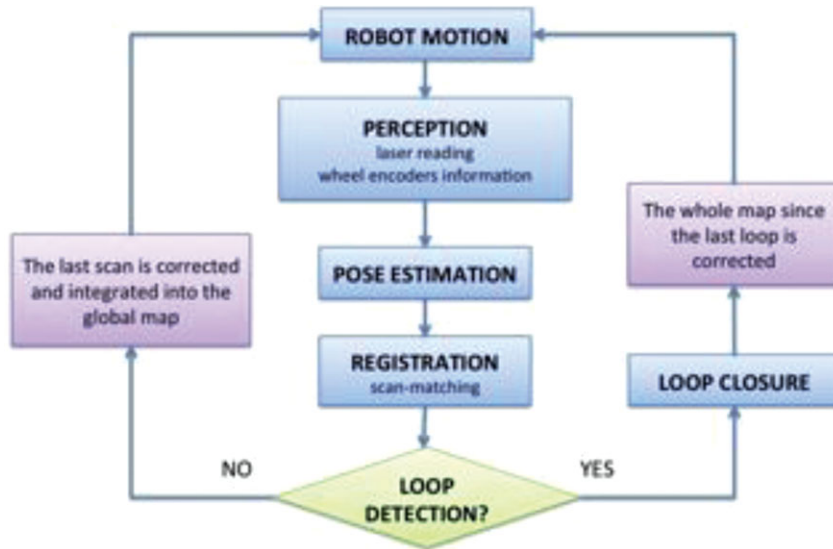 ROBOT MOTION
PERCEPTION
laser reading
wheel encoders information
The whole map since
the last loop is
corrected
The last scan is corrected
and integrated into the
global map
POSE ESTIMATION
REGISTRATION
scan-matching
LOOP CLOSURE
NO
YES
LOOP
DETECTION?